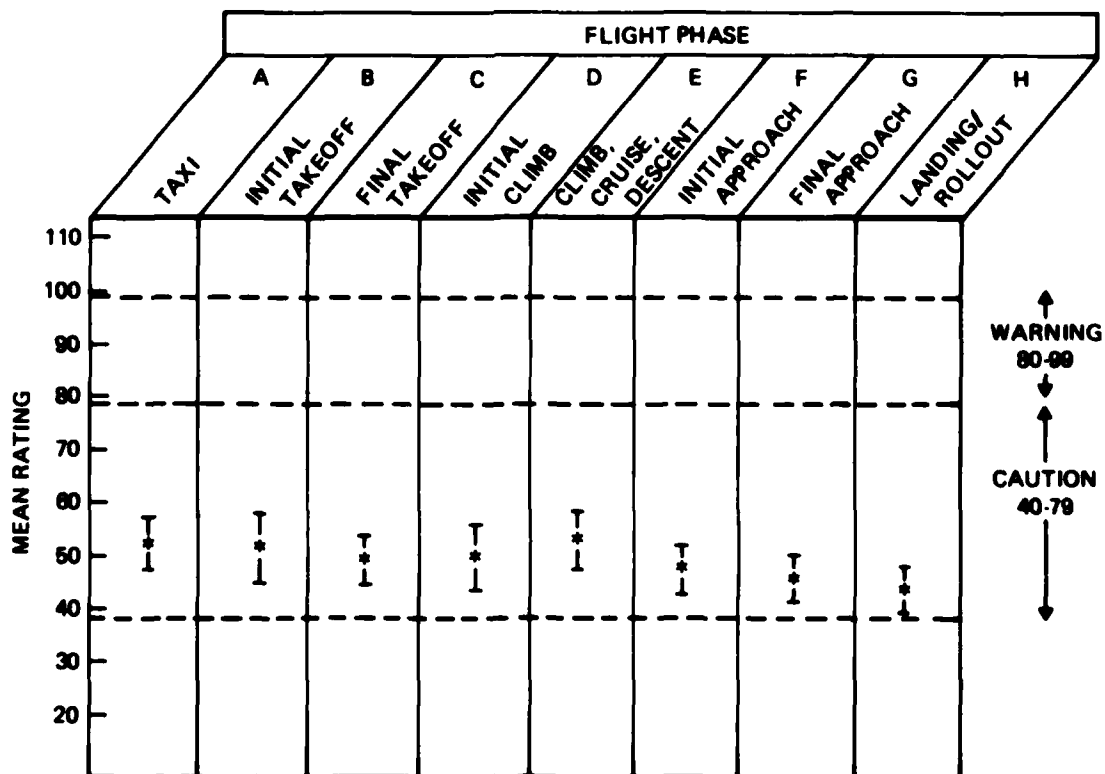 FLIGHT PHASE
A B C D E F G H
TAXI
INITIAL
TAKEOFF
FINAL
TAKEOFF
INITIAL
CLIMB
CLIMB,
CRUISE,
DESCENT
INITIAL
APPROACH
FINAL
APPROACH
LANDING/
ROLLOUT
110
100
90
80
70
60
50
40
30
20
MEAN RATING
WARNING
80-99
CAUTION
40-79